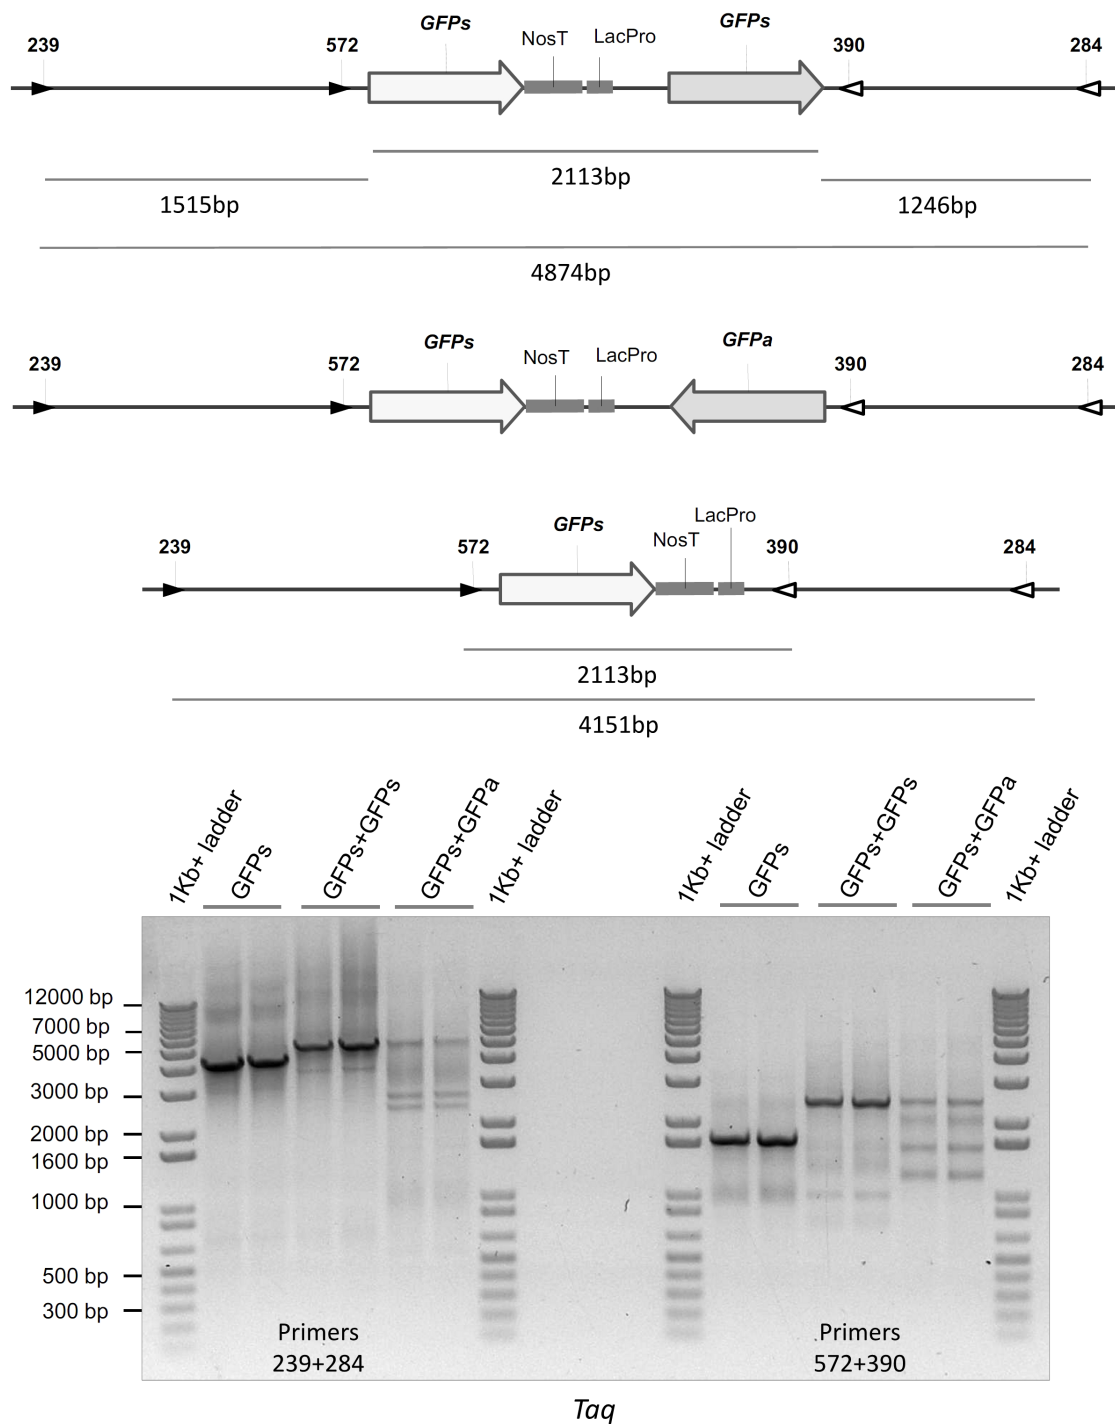 GFPs
GFPs
NosT
LacPro
239
572
390
284
2113bp
1515bp
1246bp
4874bp
GFPs
GFPa
NosT
LacPro
239
572
390
284
LacPro
GFPs
NosT
239
572
390
284
2113bp
4151bp
1Kb+ ladder
GFPs
GFPs+GFPs
GFPs+GFPa
1Kb+ ladder
1Kb+ ladder
GFPs
GFPs+GFPs
GFPs+GFPa
1Kb+ ladder
12000 bp
7000 bp
5000 bp
3000 bp
2000 bp
1600 bp
1000 bp
500 bp
300 bp
Primers
239+284
Primers
572+390
Taq